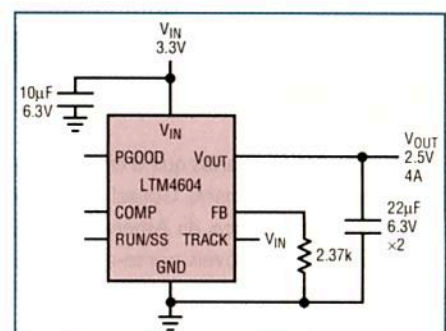 VIN
3.3V
10μF
6.3V
VIN
PGOOD
VOUT
VOUT
2.5V
4A
LTM4604
COMP
FB
22μF
6.3V
×2
RUN/SS
TRACK
VIN
2.37k
GND